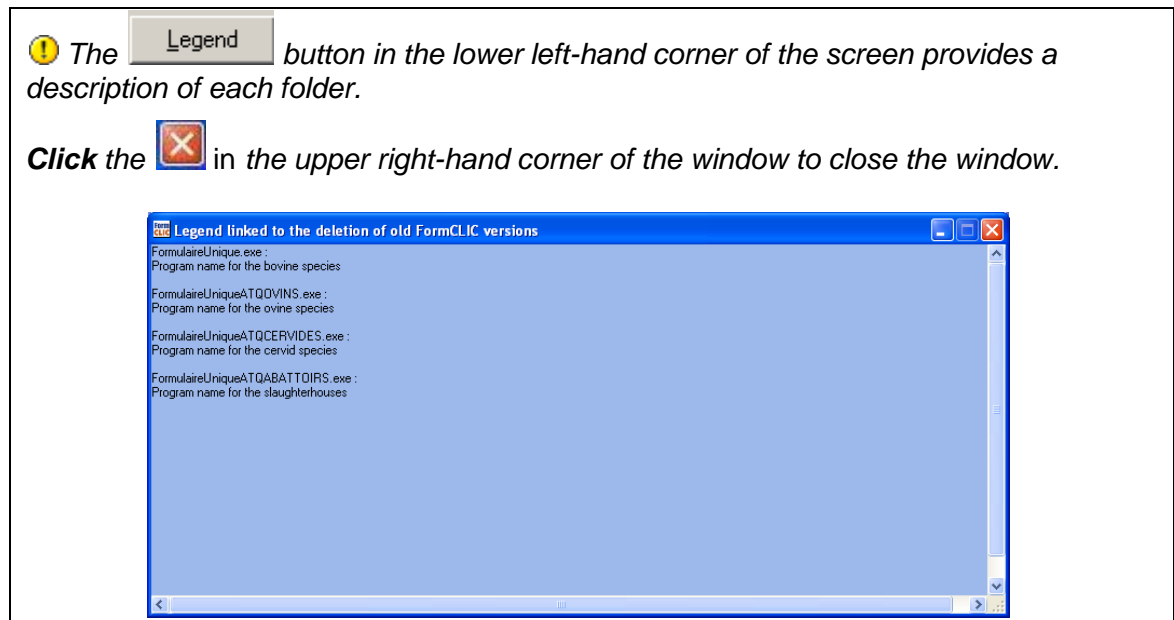 The Legend button in the lower left-hand corner of the screen provides a
description of each folder.
Click the in the upper right-hand corner of the window to close the window.
Form CLIC Legend linked to the deletion of old FormCLIC versions
FormulaireUnique.exe :
Program name for the bovine species
FormulaireUniqueATQOVINS.exe :
Program name for the ovine species
FormulaireUniqueATQCERVIDES.exe :
Program name for the cervid species
FormulaireUniqueATQABATTOIRS.exe :
Program name for the slaughterhouses